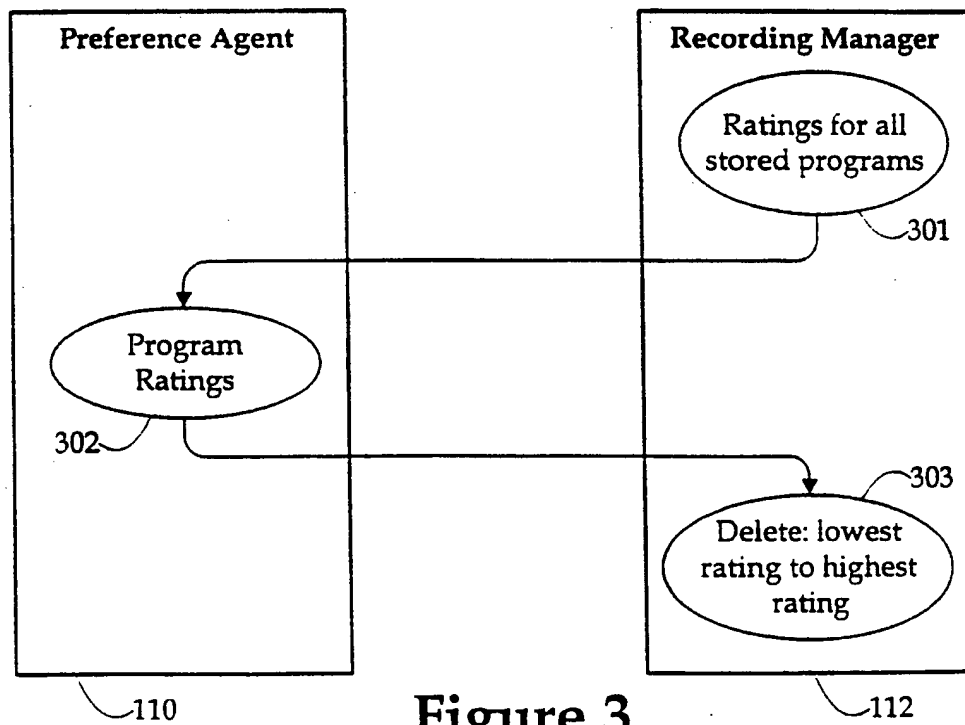 Preference Agent
Recording Manager
Ratings for all
stored programs
301
Program
Ratings
302
303
Delete: lowest
rating to highest
rating
110
112
Figure 3